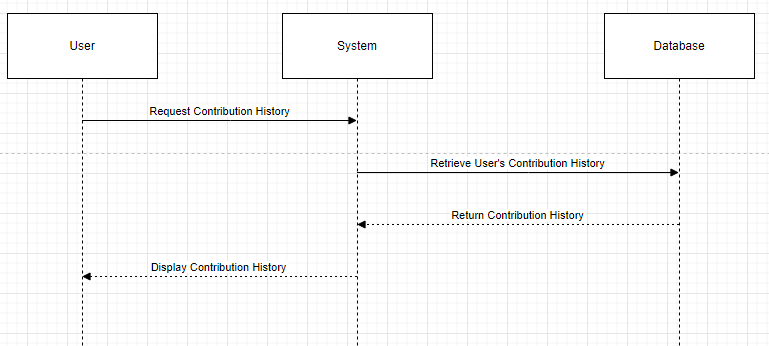 User
System
Database
Request Contribution History
Retrieve User's Contribution History
Return Contribution History
Display Contribution History